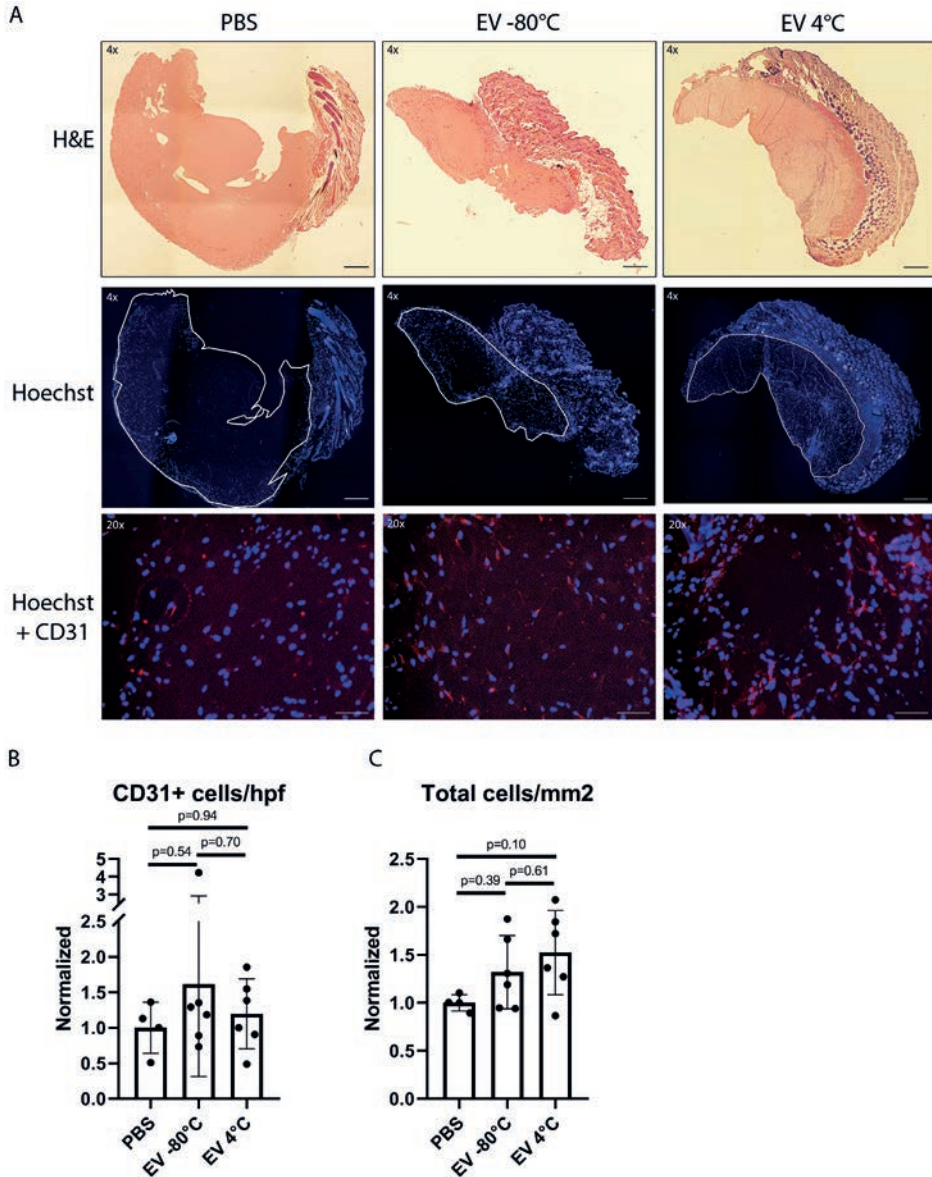 A
PBS
EV -80°C
EV 4°C
H&E
4x
4x
4x
Hoechst
4x
4x
4x
Hoechst
+ CD31
20x
20x
20x
B
CD31+ cells/hpf
p=0.94
p=0.54
p=0.70
Normalized
5
4
3
2.5
2.0
1.5
1.0
0.5
0.0
PBS
EV -80°C
EV 4°C
C
Total cells/mm2
p=0.10
p=0.39
p=0.61
Normalized
2.5
2.0
1.5
1.0
0.5
0.0
PBS
EV -80°C
EV 4°C